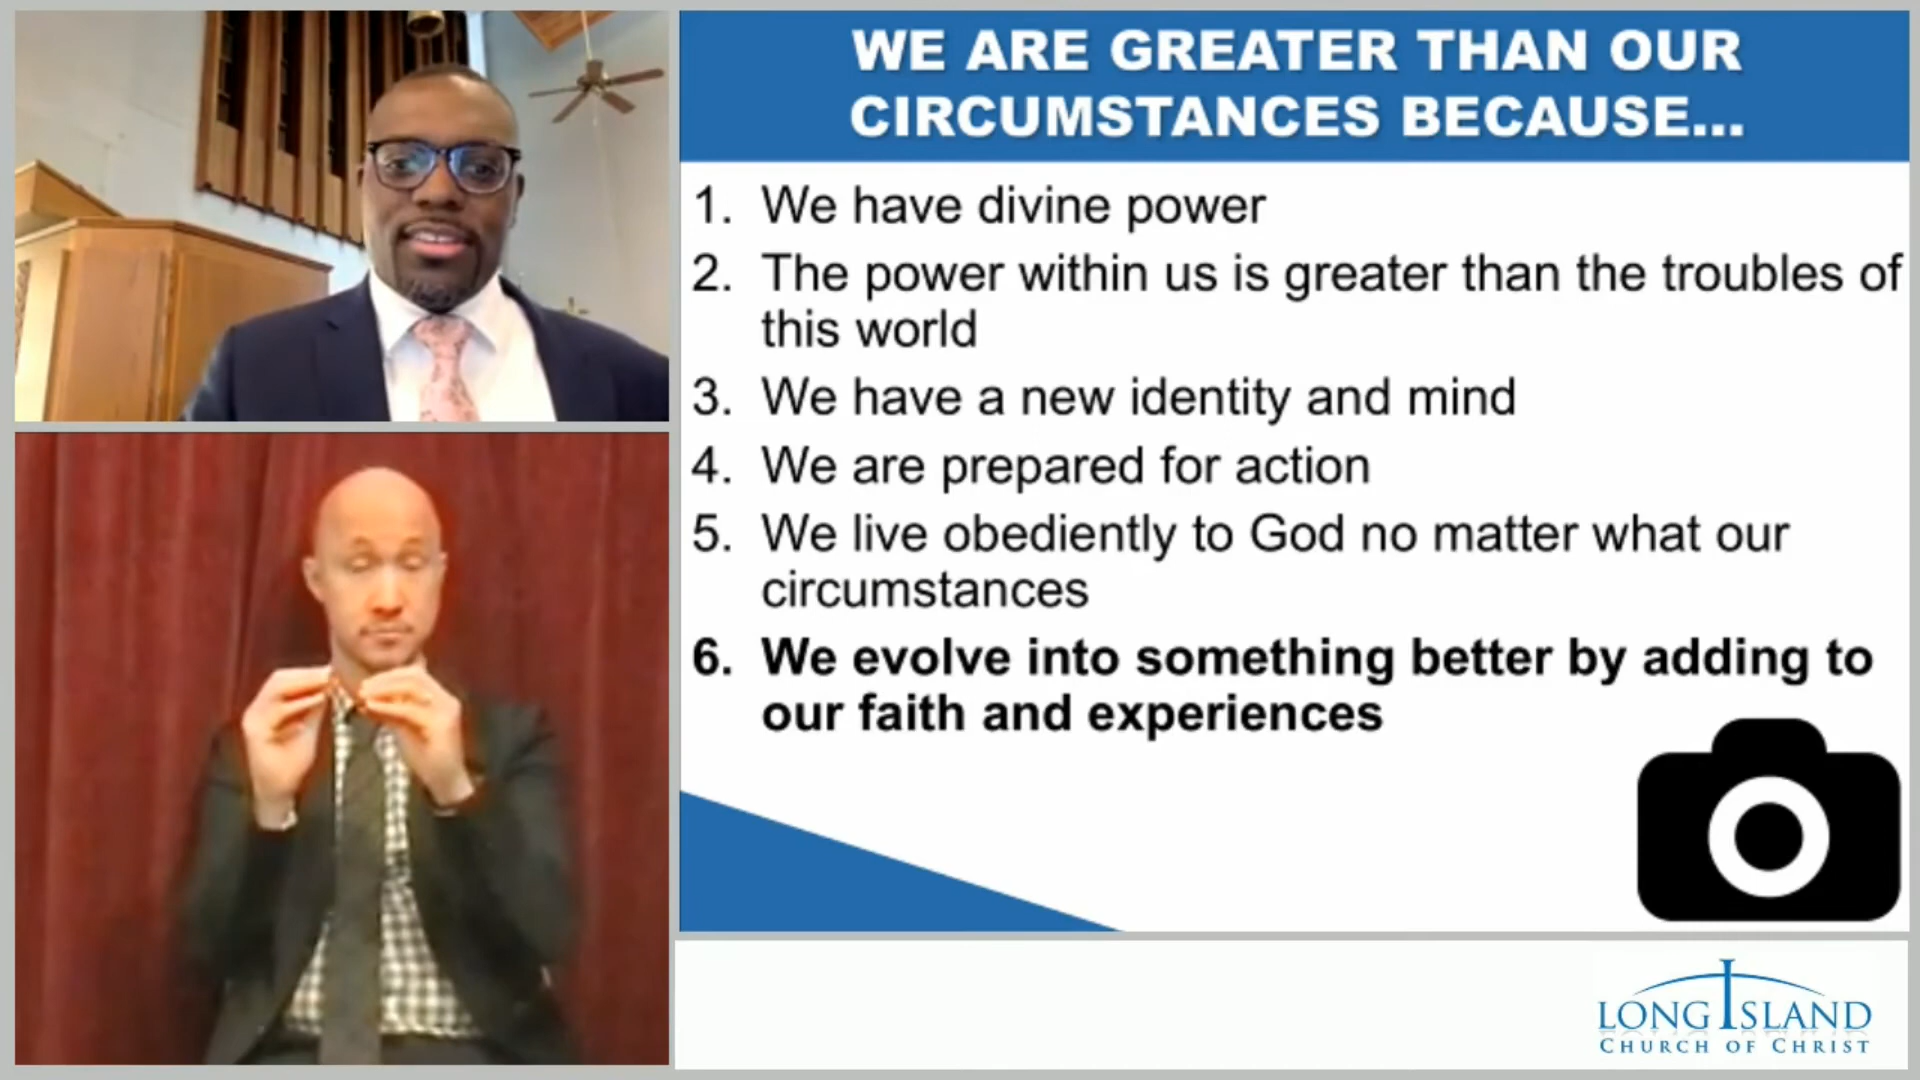 WE ARE GREATER THAN OUR
CIRCUMSTANCES BECAUSE...
1. We have divine power
2. The power within us is greater than the troubles of
this world
3. We have a new identity and mind
4. We are prepared for action
5. We live obediently to God no matter what our
circumstances
6. We evolve into something better by adding to
our faith and experiences
LONG ISLAND
CHURCH OF CHRIST